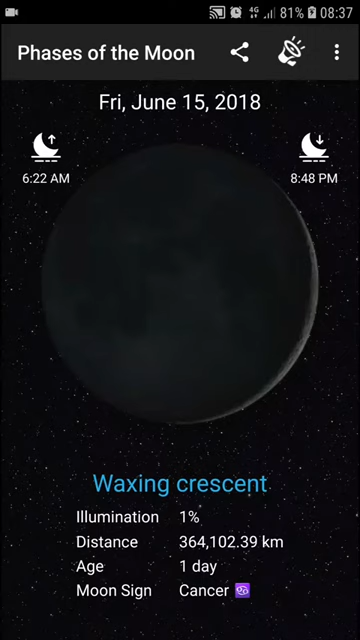 4G 81% 08:37
Phases of the Moon
Fri, June 15, 2018
6:22 AM 8:48 PM
Waxing crescent
Illumination 1%
Distance 364,102.39 km
Age 1 day
Moon Sign Cancer ♋